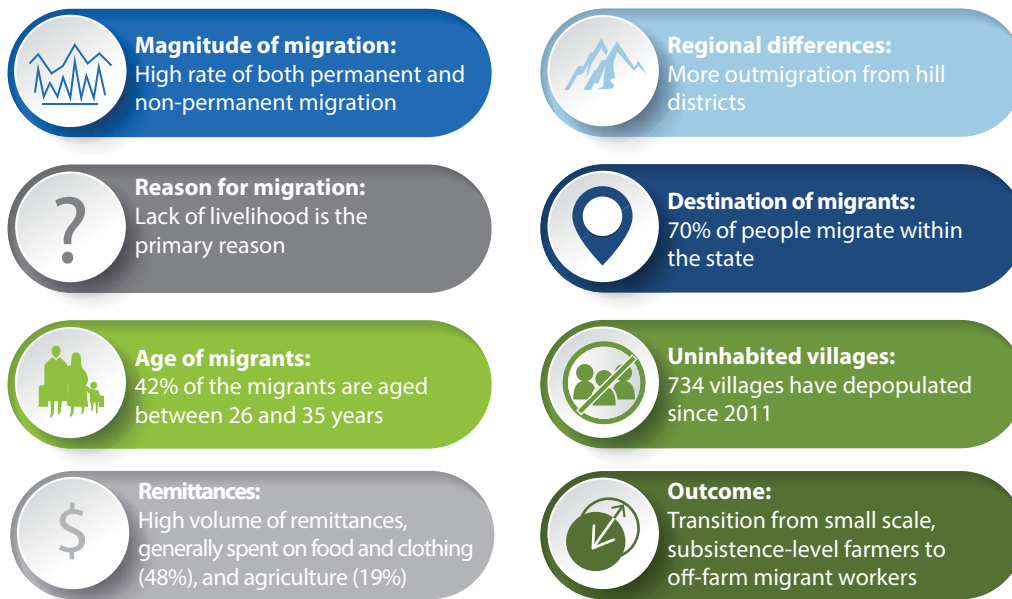 Magnitude of migration:
High rate of both permanent and
non-permanent migration
Regional differences:
More outmigration from hill
districts
?
Reason for migration:
Lack of livelihood is the
primary reason
Destination of migrants:
70% of people migrate within
the state
Age of migrants:
42% of the migrants are aged
between 26 and 35 years
Uninhabited villages:
734 villages have depopulated
since 2011
$
Remittances:
High volume of remittances,
generally spent on food and clothing
(48%), and agriculture (19%)
Outcome:
Transition from small scale,
subsistence-level farmers to
off-farm migrant workers